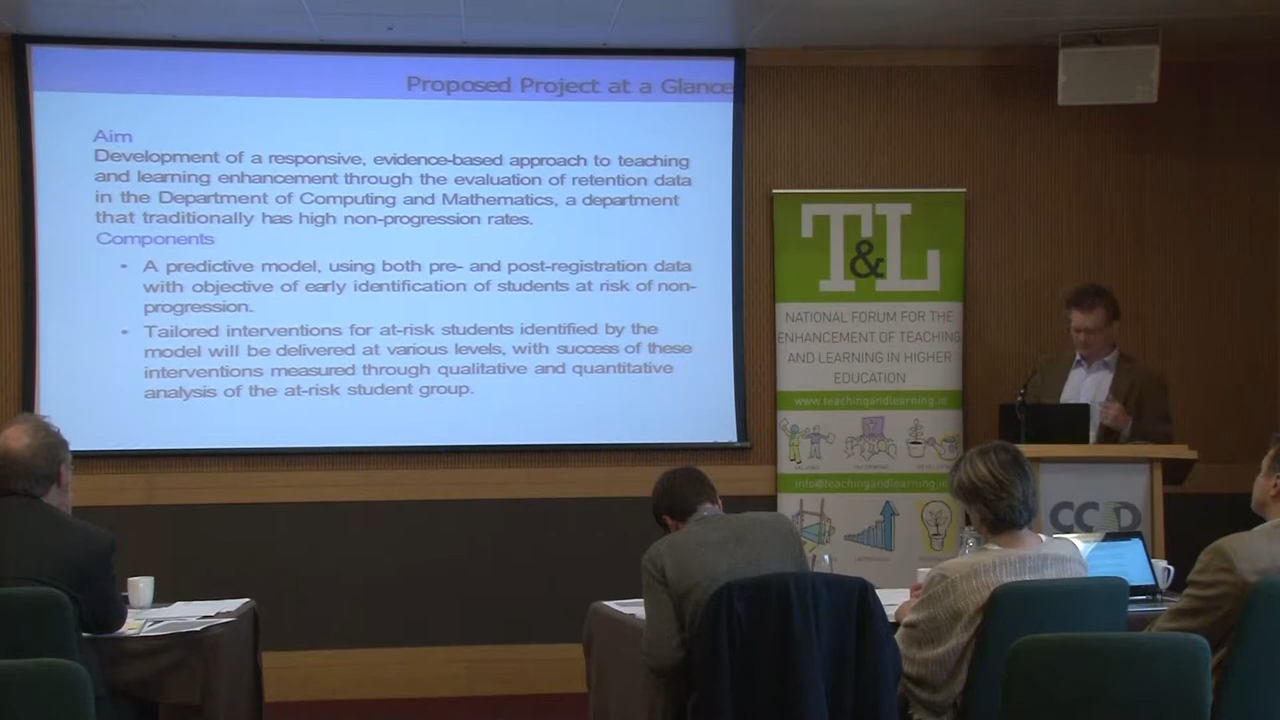 Proposed Project at a Glance
Aim
Development of a responsive, evidence-based approach to teaching
and learning enhancement through the evaluation of retention data
in the Department of Computing and Mathematics, a department
that traditionally has high non-progression rates.
Components
• A predictive model, using both pre- and post-registration data
with objective of early identification of students at risk of non-
progression.
• Tailored interventions for at-risk students identified by the
model will be delivered at various levels, with success of these
interventions measured through qualitative and quantitative
analysis of the at-risk student group.
T&L
NATIONAL FORUM FOR THE
ENHANCEMENT OF TEACHING
AND LEARNING IN HIGHER
EDUCATION
www.teachingandlearning.ie
info@teachingandlearning.ie